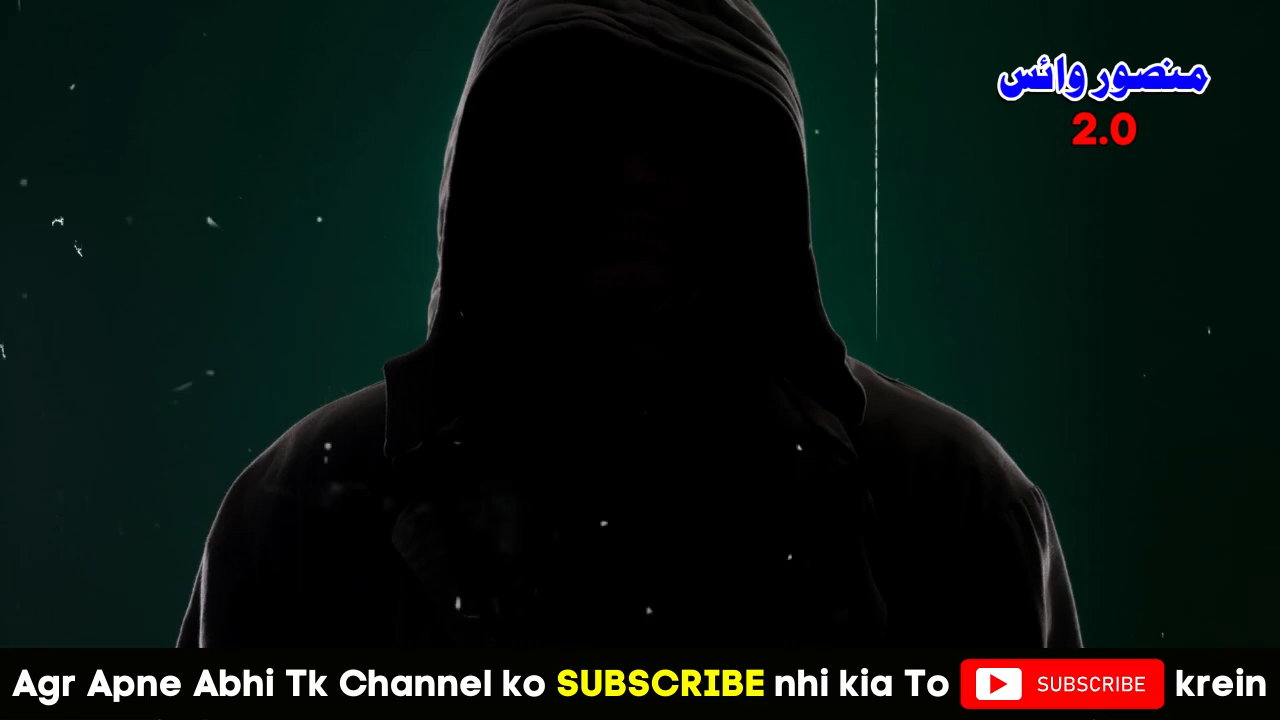 منصور وائس
2.0
Agr Apne Abhi Tk Channel ko SUBSCRIBE nhi kia To SUBSCRIBE krein